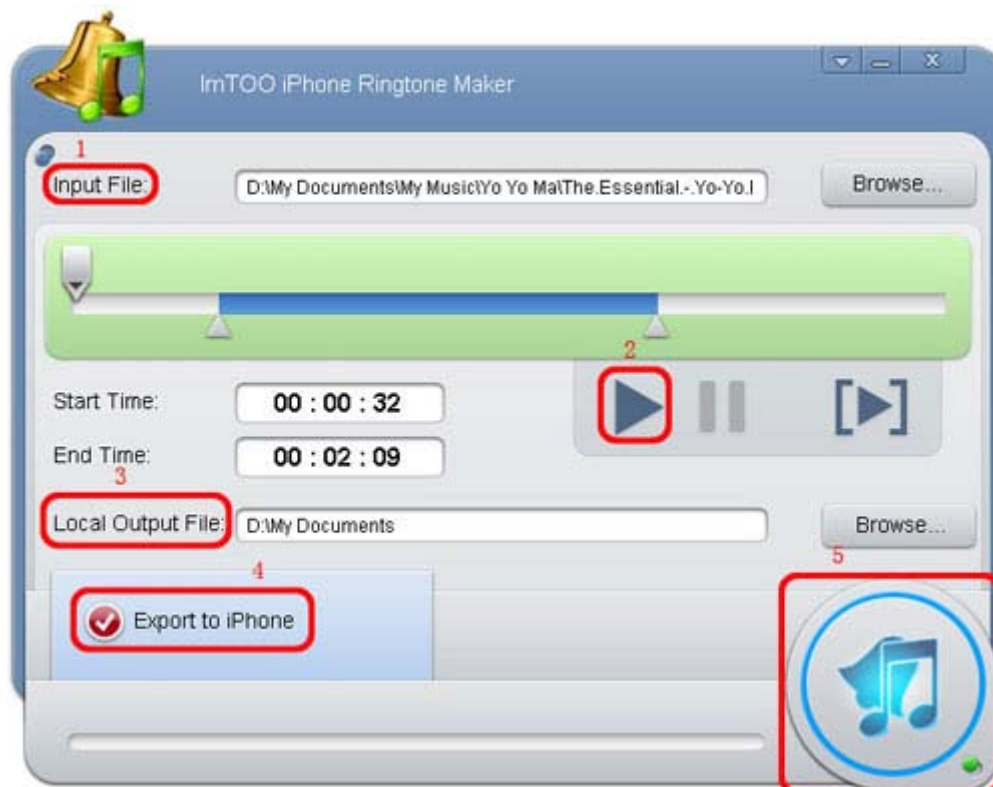 ImTOO iPhone Ringtone Maker
1
Input File:
D:\My Documents\My Music\Yo Yo Ma\The.Essential.-.Yo-Yo.
Browse...
2
Start Time:
00 : 00 : 32
End Time:
00 : 02 : 09
3
Local Output File:
D:\My Documents
Browse...
4
5
Export to iPhone